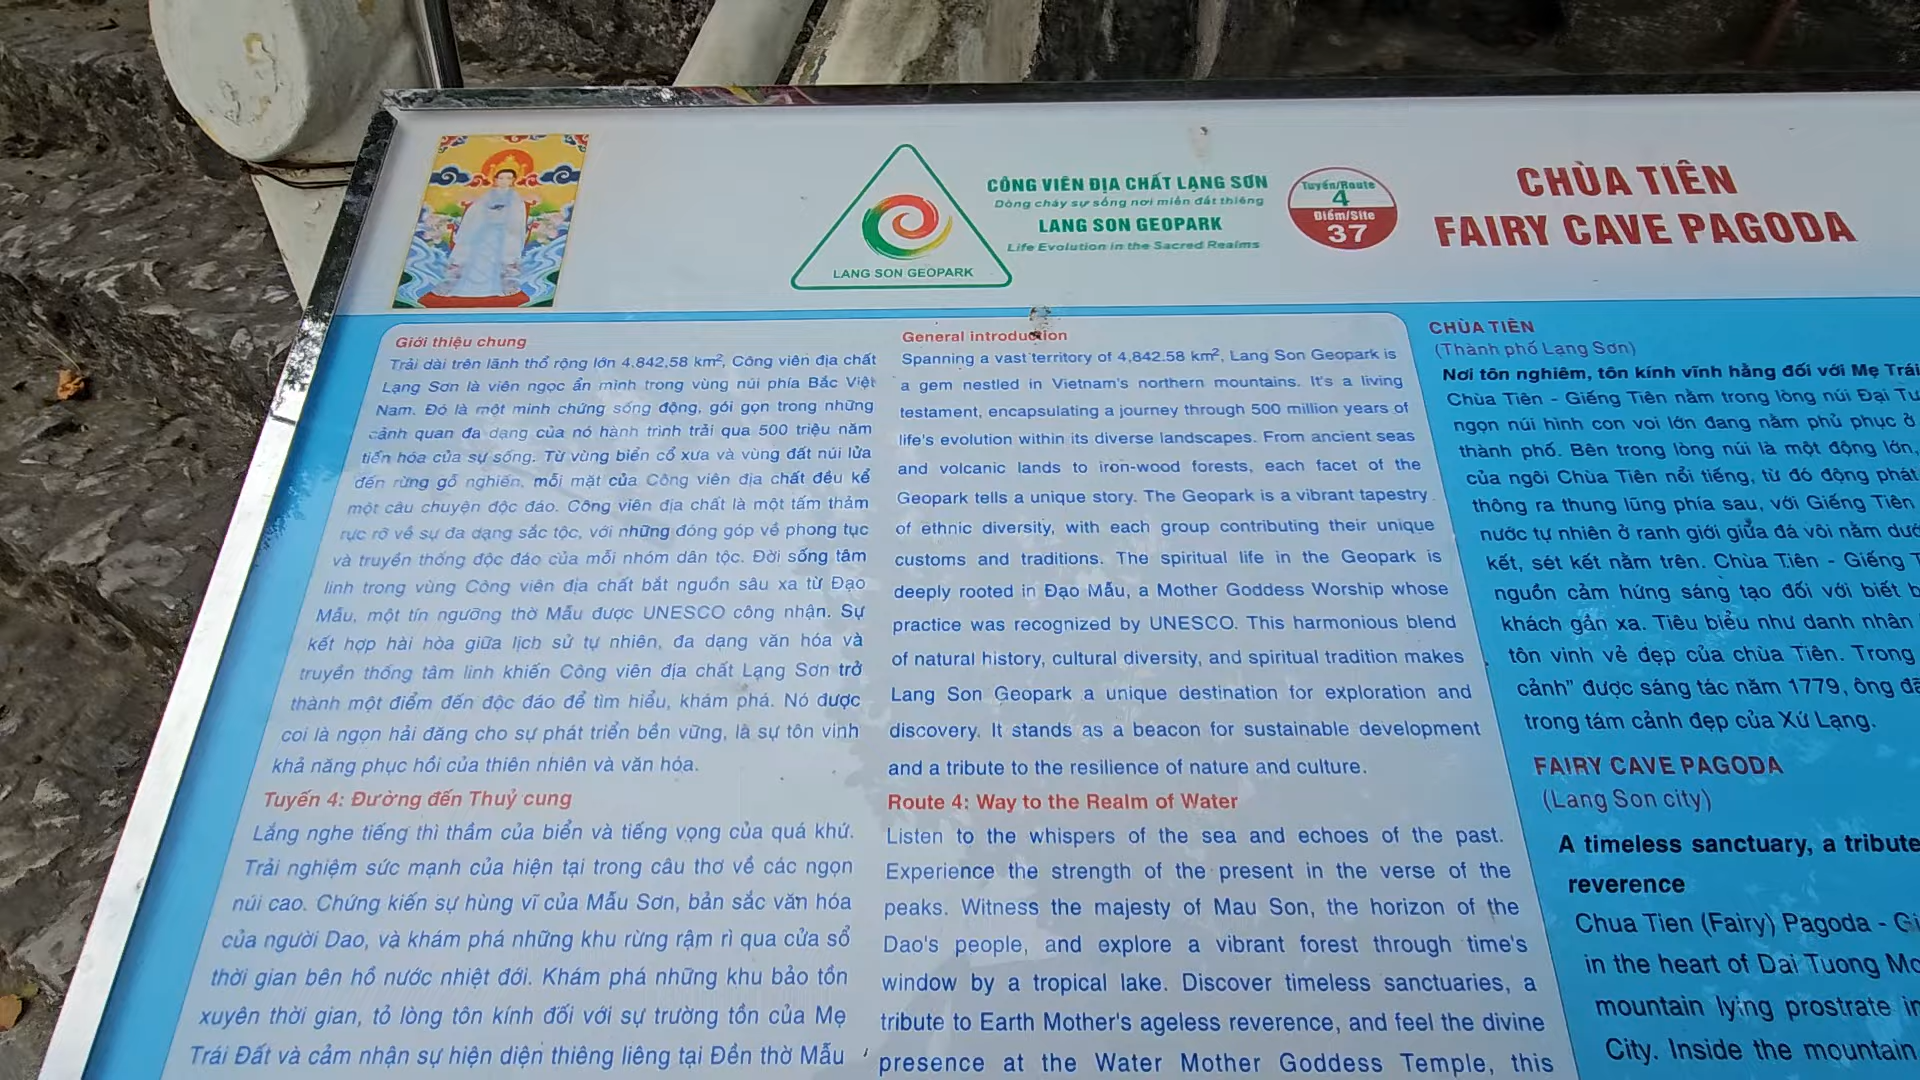 LANG SON GEOPARK
CÔNG VIÊN ĐỊA CHẤT LẠNG SƠN
Dòng chảy sự sống nơi miền đất thiêng
LANG SON GEOPARK
Life Evolution in the Sacred Realms
Tuyến/Route
4
Điểm/Site
37
CHÙA TIÊN
FAIRY CAVE PAGODA
Giới thiệu chung
Trải dài trên lãnh thổ rộng lớn 4,842.58 km², Công viên địa chất
Lạng Sơn là viên ngọc ẩn mình trong vùng núi phía Bắc Việt
Nam. Đó là một minh chứng sống động, gói gọn trong những
cảnh quan đa dạng của nó hành trình trải qua 500 triệu năm
tiến hóa của sự sống. Từ vùng biển cổ xưa và vùng đất núi lửa
đến rừng gỗ nghiến, mỗi mặt của Công viên địa chất đều kể
một câu chuyện độc đáo. Công viên địa chất là một tấm thảm
rực rỡ về sự đa dạng sắc tộc, với những đóng góp về phong tục
và truyền thống độc đáo của mỗi nhóm dân tộc. Đời sống tâm
linh trong vùng Công viên địa chất bắt nguồn sâu xa từ Đạo
Mẫu, một tín ngưỡng thờ Mẫu được UNESCO công nhận. Sự
kết hợp hài hòa giữa lịch sử tự nhiên, đa dạng văn hóa và
truyền thống tâm linh khiến Công viên địa chất Lạng Sơn trở
thành một điểm đến độc đáo để tìm hiểu, khám phá. Nó được
coi là ngọn hải đăng cho sự phát triển bền vững, là sự tôn vinh
khả năng phục hồi của thiên nhiên và văn hóa.
Tuyến 4: Đường đến Thuỷ cung
Lắng nghe tiếng thì thầm của biển và tiếng vọng của quá khứ.
Trải nghiệm sức mạnh của hiện tại trong câu thơ về các ngọn
núi cao. Chứng kiến sự hùng vĩ của Mẫu Sơn, bản sắc văn hóa
của người Dao, và khám phá những khu rừng rậm rì qua cửa sổ
thời gian bên hồ nước nhiệt đới. Khám phá những khu bảo tồn
xuyên thời gian, tỏ lòng tôn kính đối với sự trường tồn của Mẹ
Trái Đất và cảm nhận sự hiện diện thiêng liêng tại Đền thờ Mẫu
General introduction
Spanning a vast territory of 4,842.58 km², Lang Son Geopark is
a gem nestled in Vietnam's northern mountains. It's a living
testament, encapsulating a journey through 500 million years of
life's evolution within its diverse landscapes. From ancient seas
and volcanic lands to iron-wood forests, each facet of the
Geopark tells a unique story. The Geopark is a vibrant tapestry
of ethnic diversity, with each group contributing their unique
customs and traditions. The spiritual life in the Geopark is
deeply rooted in Đạo Mẫu, a Mother Goddess Worship whose
practice was recognized by UNESCO. This harmonious blend
of natural history, cultural diversity, and spiritual tradition makes
Lang Son Geopark a unique destination for exploration and
discovery. It stands as a beacon for sustainable development
and a tribute to the resilience of nature and culture.
Route 4: Way to the Realm of Water
Listen to the whispers of the sea and echoes of the past.
Experience the strength of the present in the verse of the
peaks. Witness the majesty of Mau Son, the horizon of the
Dao's people, and explore a vibrant forest through time's
window by a tropical lake. Discover timeless sanctuaries, a
tribute to Earth Mother's ageless reverence, and feel the divine
presence at the Water Mother Goddess Temple, this
CHÙA TIÊN
(Thành phố Lạng Sơn)
Nơi tôn nghiêm, tôn kính vĩnh hằng đối với Mẹ Trái
Chùa Tiên - Giếng Tiên nằm trong lòng núi Đại Tư
ngọn núi hình con voi lớn đang nằm phủ phục ở
thành phố. Bên trong lòng núi là một động lớn,
của ngôi Chùa Tiên nổi tiếng, từ đó động phát
thông ra thung lũng phía sau, với Giếng Tiên
nước tự nhiên ở ranh giới giữa đá vôi nằm dướ
kết, sét kết nằm trên. Chùa Tiên - Giếng T
nguồn cảm hứng sáng tạo đối với biết b
khách gần xa. Tiêu biểu như danh nhân
tôn vinh vẻ đẹp của chùa Tiên. Trong
cảnh" được sáng tác năm 1779, ông đã
trong tám cảnh đẹp của Xứ Lạng.
FAIRY CAVE PAGODA
(Lang Son city)
A timeless sanctuary, a tribute
reverence
Chua Tien (Fairy) Pagoda - Gi
in the heart of Dai Tuong Mo
mountain lying prostrate in
City. Inside the mountain